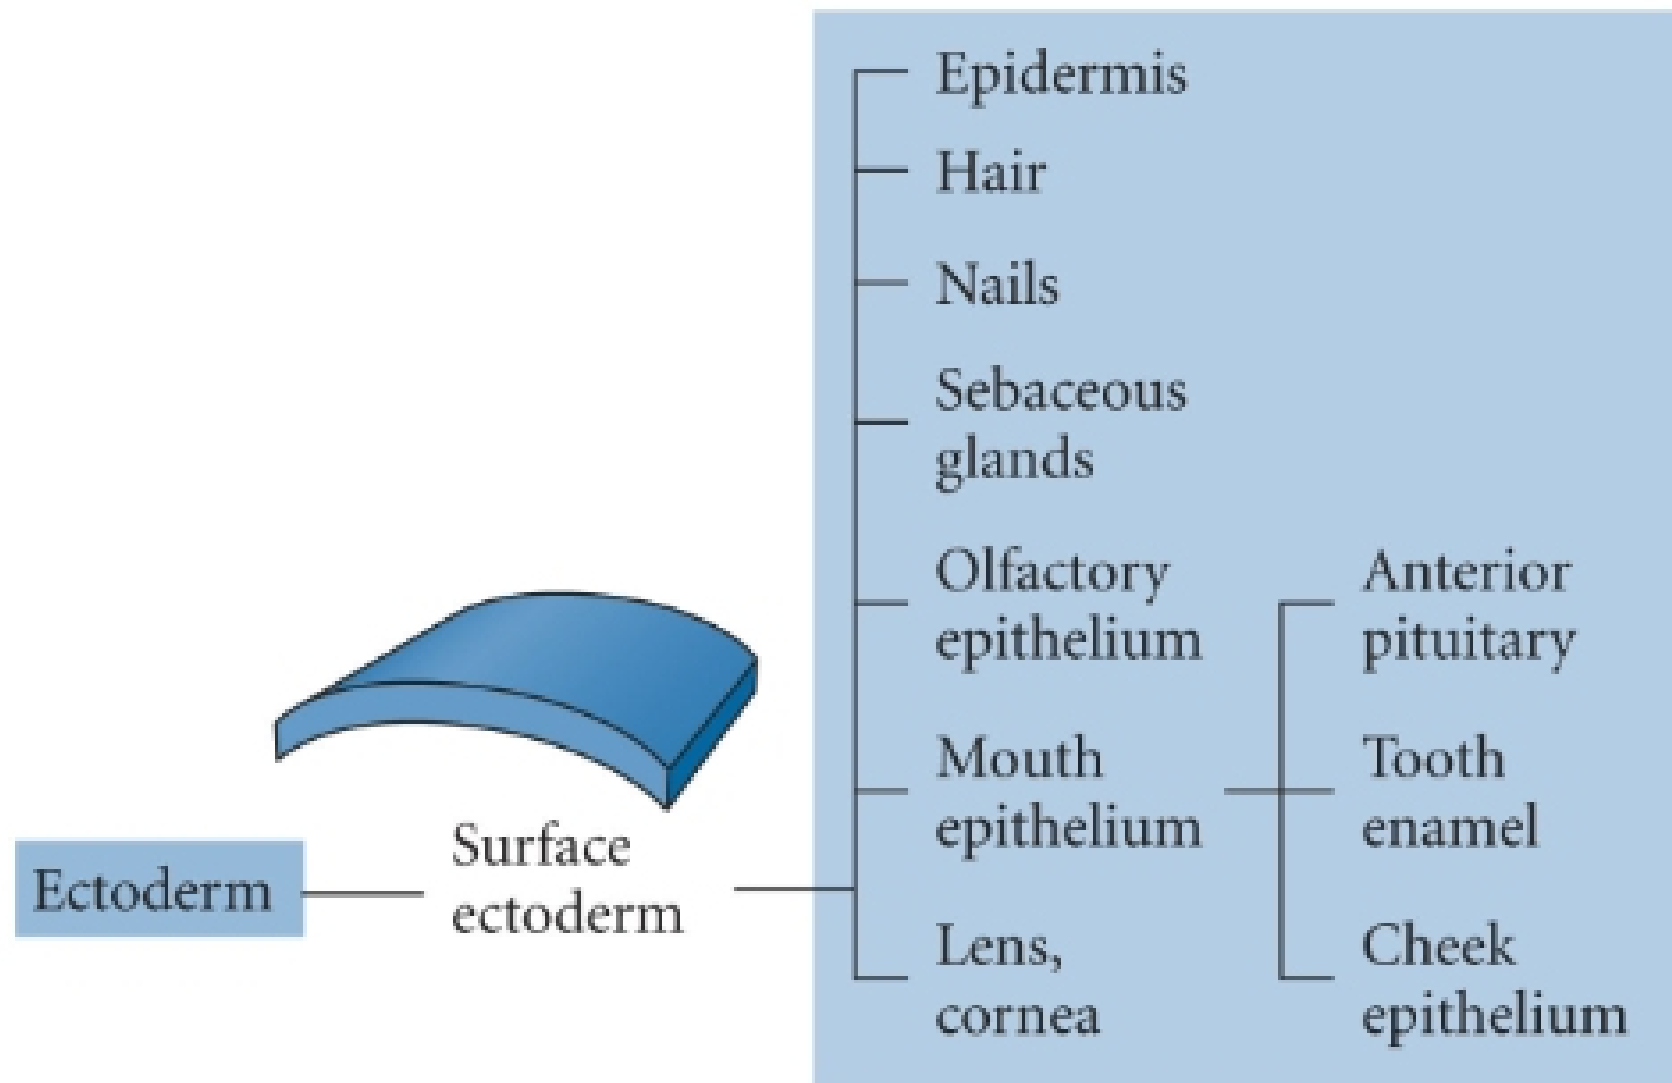 Epidermis
Hair
Nails
Sebaceous
glands
Olfactory
epithelium
Anterior
pituitary
Mouth
epithelium
Tooth
enamel
Ectoderm
Surface
ectoderm
Lens,
cornea
Cheek
epithelium